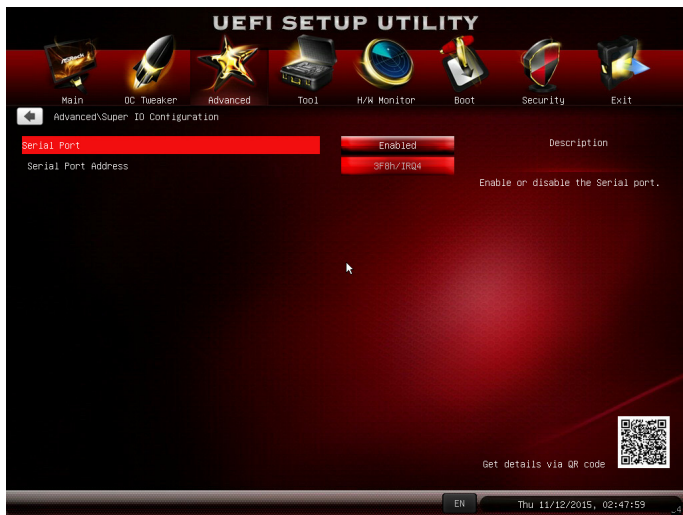 UEFI SETUP UTILITY
Main OC Tweaker Advanced Tool H/W Monitor Boot Security Exit
Advanced\Super IO Configuration
Serial Port Enabled Description
Serial Port Address 3F8h/IRQ4
Enable or disable the Serial port.
Get details via QR code
EN Thu 11/12/2015, 02:47:59